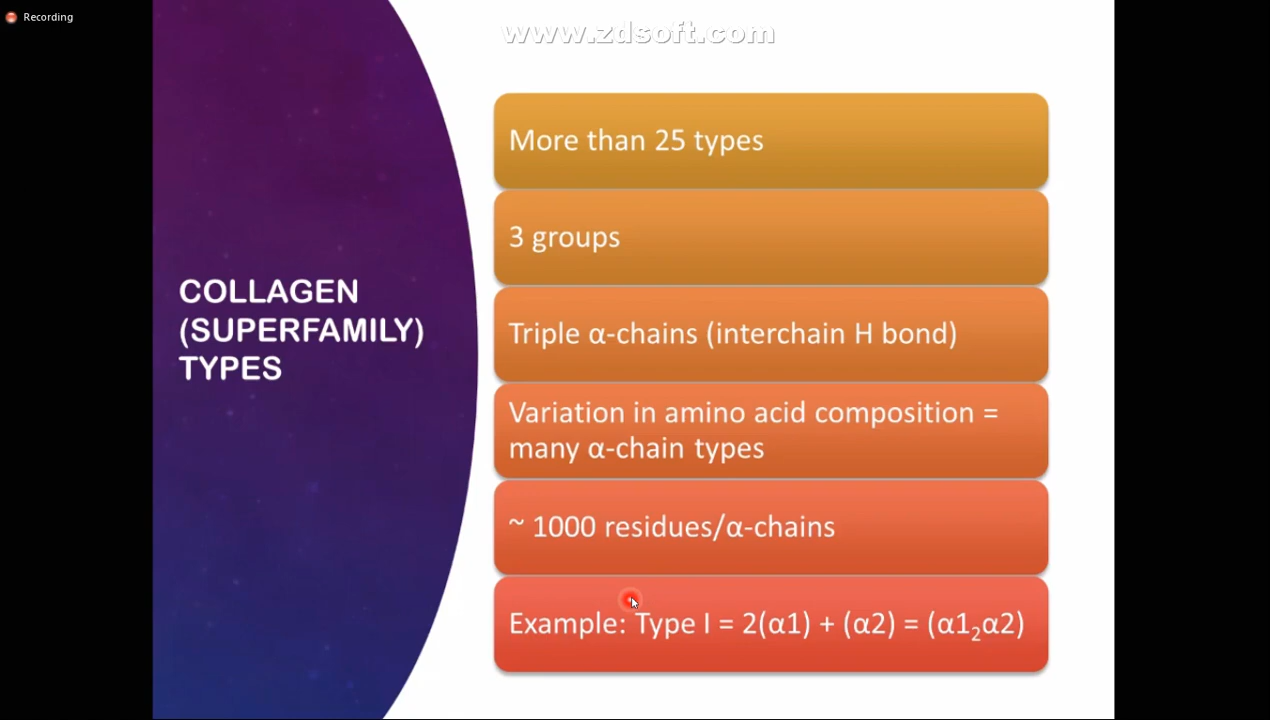 Recording
www.zdsoft.com
COLLAGEN
(SUPERFAMILY)
TYPES
More than 25 types
3 groups
Triple α-chains (interchain H bond)
Variation in amino acid composition =
many α-chain types
~ 1000 residues/α-chains
Example: Type I = 2(α1) + (α2) = (α1₂α2)